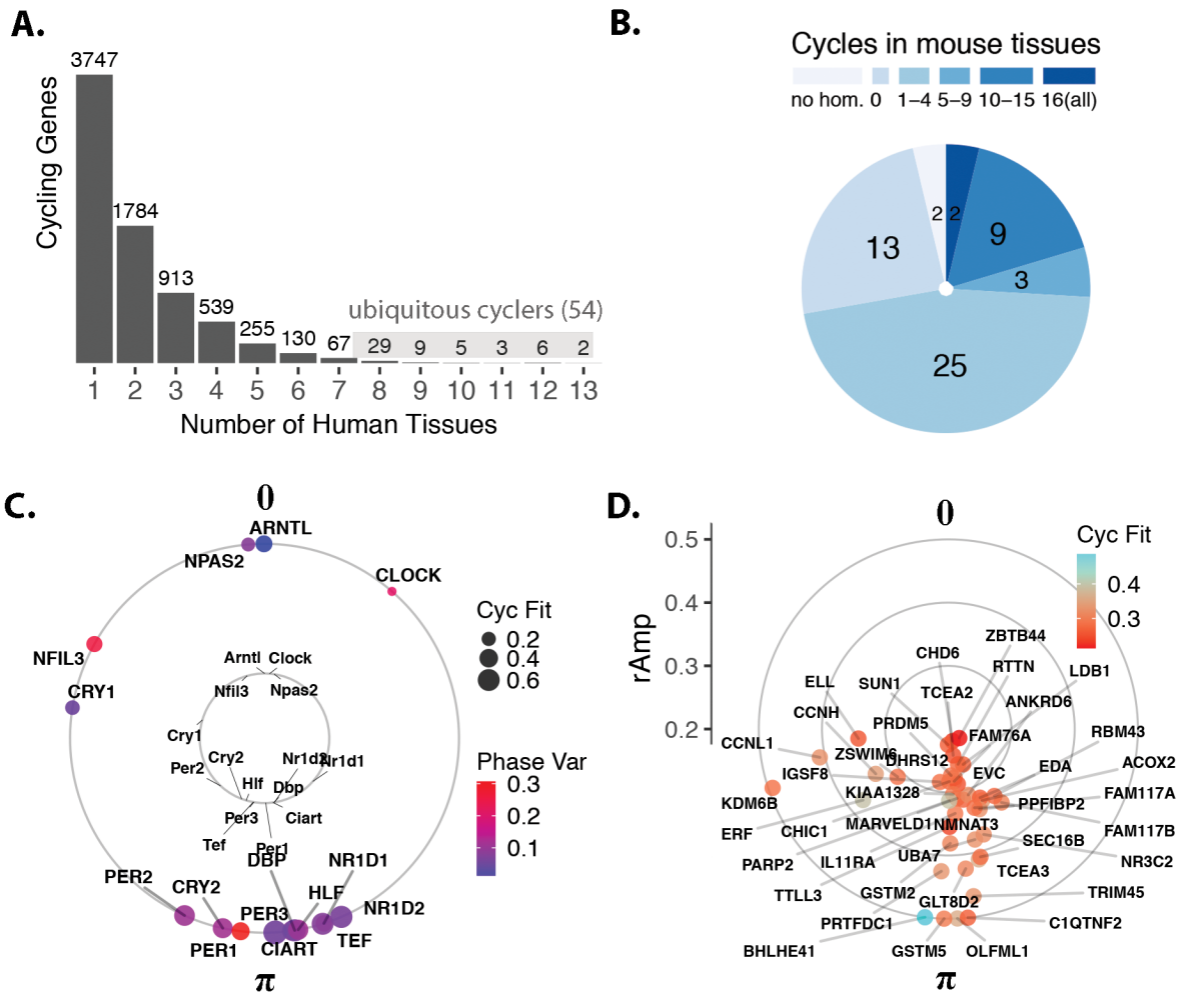 A.
3747
1784
913
539
255
130
67
29
9
5
3
6
2
ubiquitous cyclers (54)
Cycling Genes
1
2
3
4
5
6
7
8
9
10
11
12
13
Number of Human Tissues
B.
Cycles in mouse tissues
no hom.
0
1–4
5–9
10–15
16(all)
2
2
9
3
25
13
C.
0
ARNTL
NPAS2
CLOCK
NFIL3
CRY1
Arntl
Clock
Nfil3
Npas2
Cry1
Per2
Cry2
Nr1d2
Nr1d1
Hlf
Dbp
Per3
Ciart
Tef
Per1
DBP
NR1D1
PER2
CRY2
HLF
PER3
NR1D2
PER1
CIART
TEF
π
Cyc Fit
0.2
0.4
0.6
Phase Var
0.3
0.2
0.1
D.
0
rAmp
0.5
0.4
0.3
0.2
Cyc Fit
0.4
0.3
ZBTB44
CHD6
RTTN
LDB1
ELL
SUN1
TCEA2
ANKRD6
CCNH
PRDM5
FAM76A
RBM43
CCNL1
ZSWIM6
DHRS12
EDA
ACOX2
IGSF8
EVC
KIAA1328
PPFIBP2
FAM117A
KDM6B
ERF
CHIC1
MARVELD1
NMNAT3
FAM117B
SEC16B
PARP2
IL11RA
UBA7
NR3C2
TCEA3
TTLL3
GSTM2
GLT8D2
TRIM45
PRTFDC1
C1QTNF2
BHLHE41
GSTM5
OLFML1
π